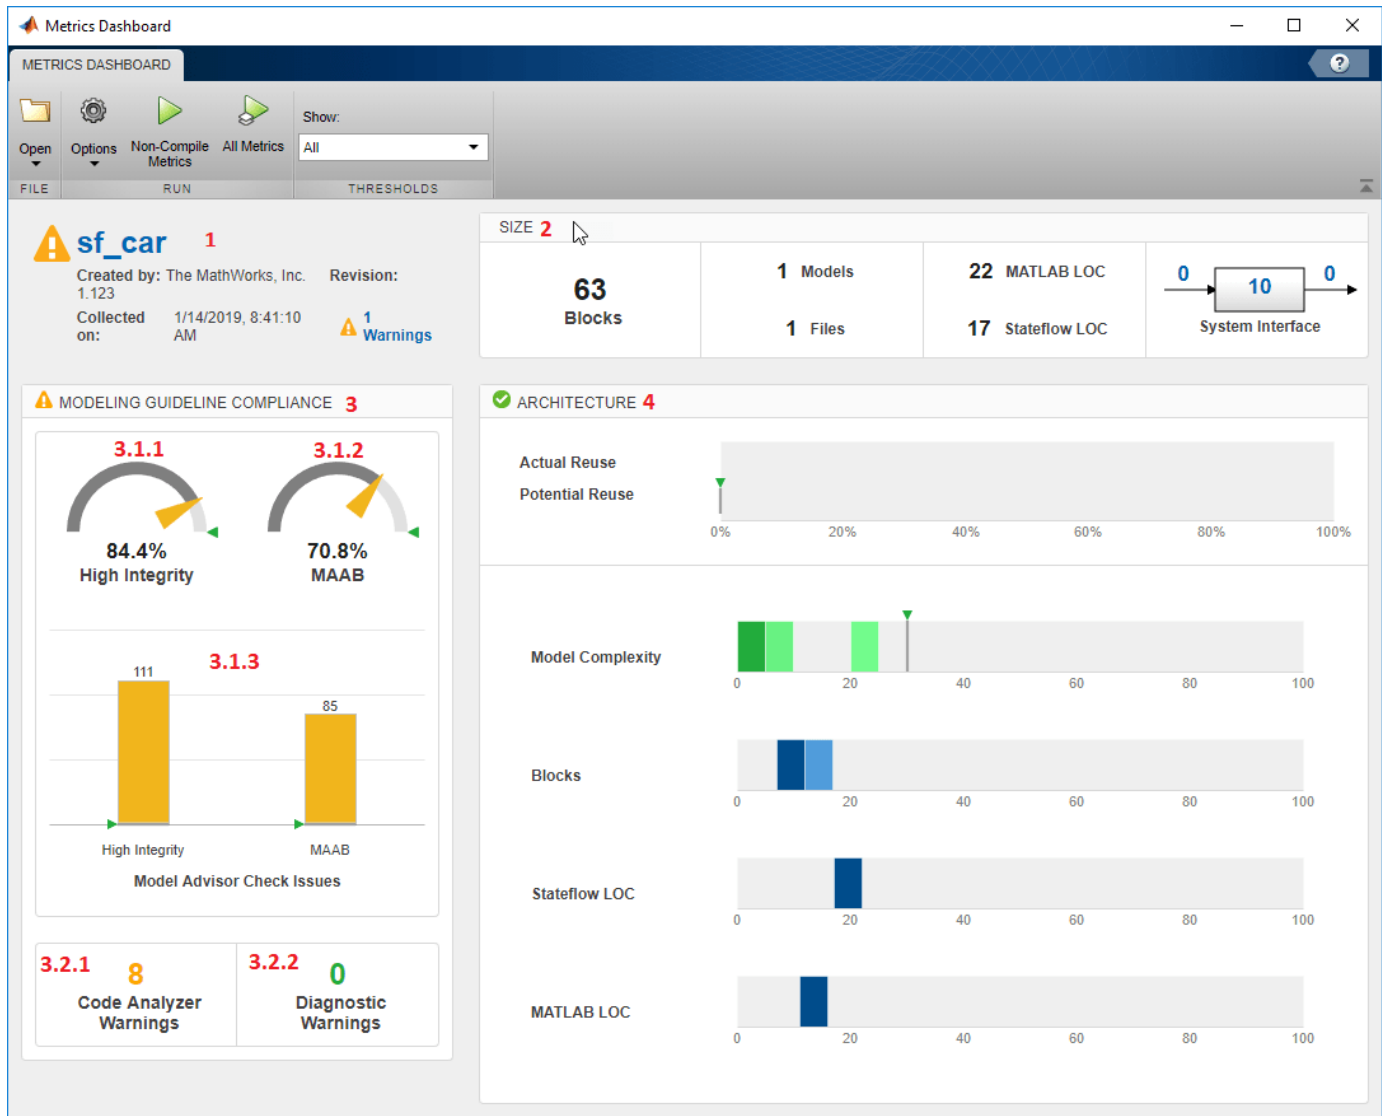 Metrics Dashboard
METRICS DASHBOARD
?
Open
Options
Non-Compile
Metrics
All Metrics
Show:
All
FILE
RUN
THRESHOLDS
sf_car 1
Created by: The MathWorks, Inc. Revision:
1.123
Collected 1/14/2019, 8:41:10 1
on: AM Warnings
SIZE 2
63
Blocks
1 Models
1 Files
22 MATLAB LOC
17 Stateflow LOC
0 10 0
System Interface
MODELING GUIDELINE COMPLIANCE 3
3.1.1 3.1.2
84.4% 70.8%
High Integrity MAAB
3.1.3
111
85
High Integrity MAAB
Model Advisor Check Issues
3.2.1 8
Code Analyzer
Warnings
3.2.2 0
Diagnostic
Warnings
ARCHITECTURE 4
Actual Reuse
Potential Reuse
0% 20% 40% 60% 80% 100%
Model Complexity
0 20 40 60 80 100
Blocks
0 20 40 60 80 100
Stateflow LOC
0 20 40 60 80 100
MATLAB LOC
0 20 40 60 80 100